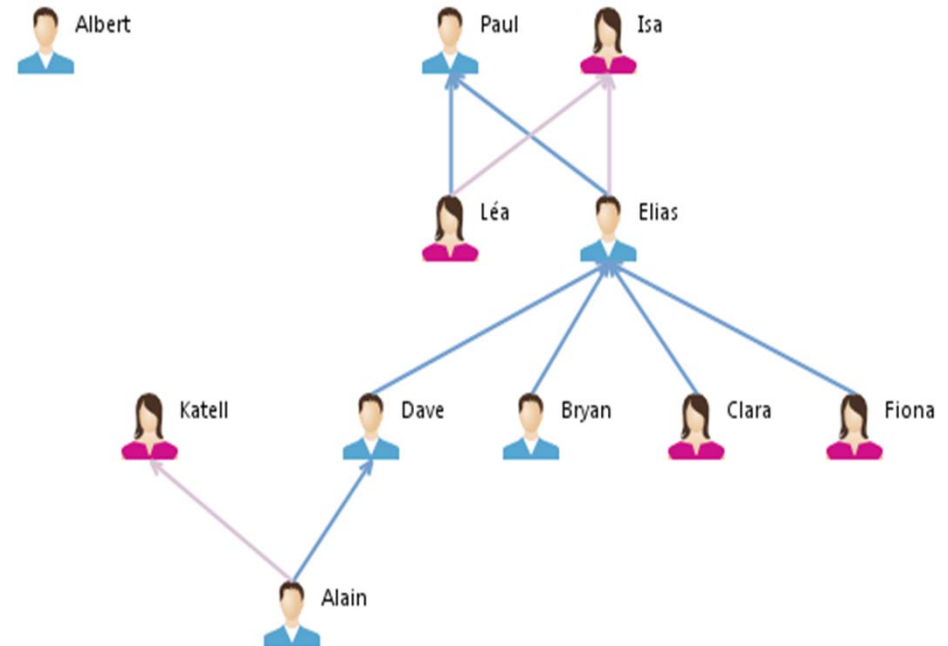 Albert
Paul
Isa
Léa
Elias
Katell
Dave
Bryan
Clara
Fiona
Alain